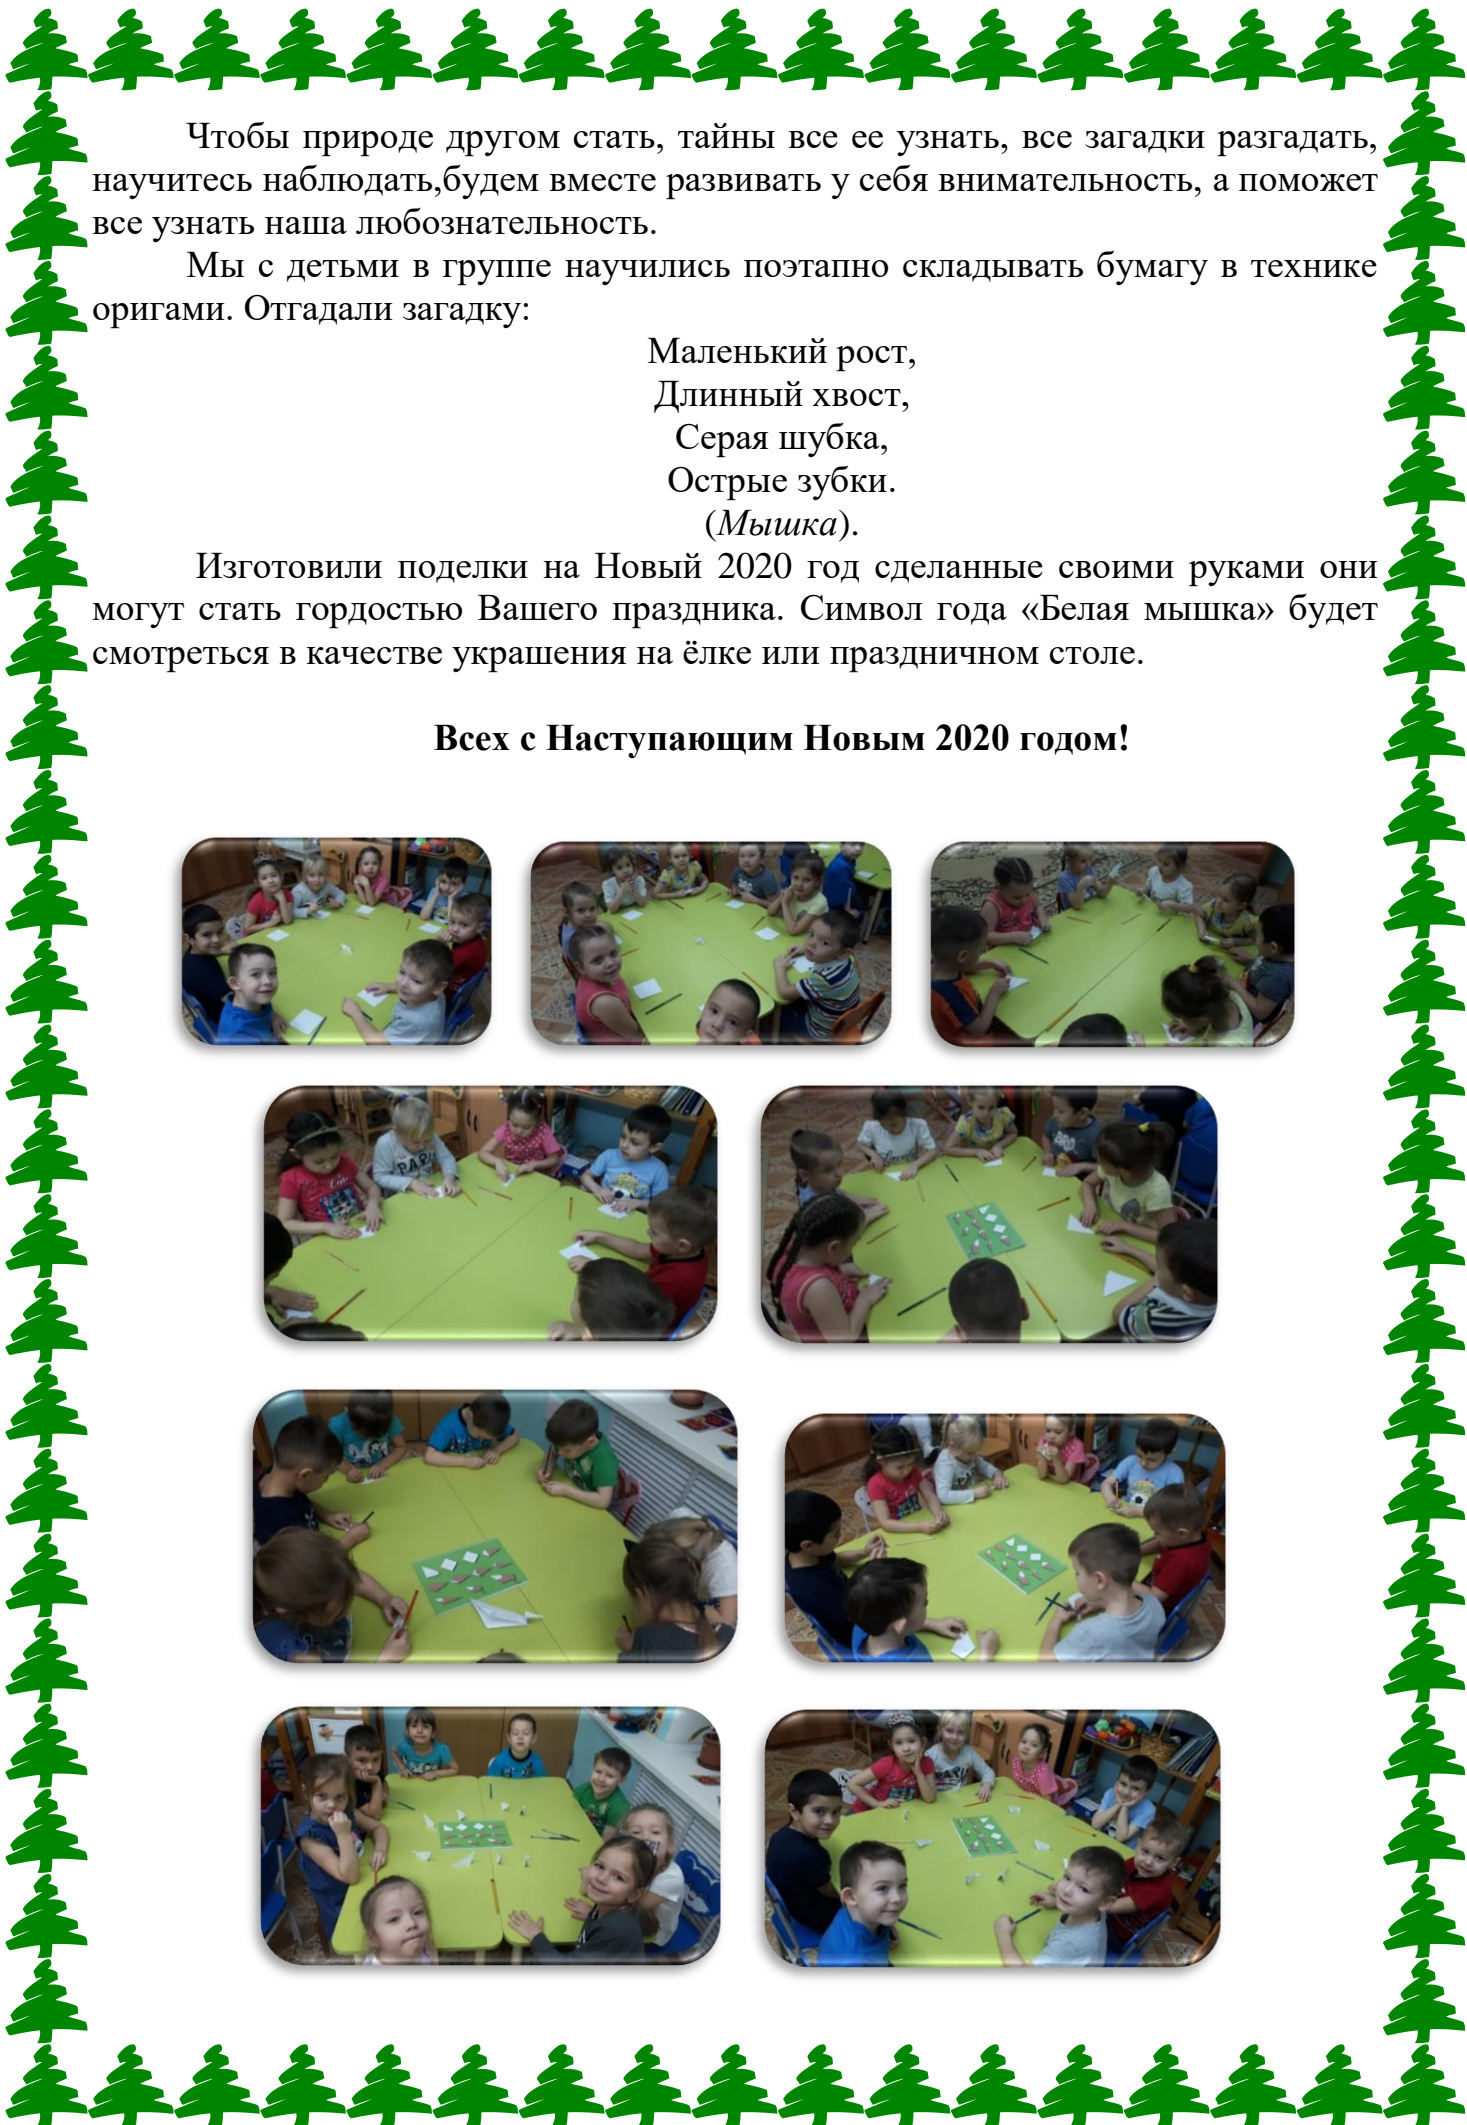 Чтобы природе другом стать, тайны все ее узнать, все загадки разгадать,
научитесь наблюдать,будем вместе развивать у себя внимательность, а поможет
все узнать наша любознательность.
Мы с детьми в группе научились поэтапно складывать бумагу в технике
оригами. Отгадали загадку:
Маленький рост,
Длинный хвост,
Серая шубка,
Острые зубки.
(Мышка).
Изготовили поделки на Новый 2020 год сделанные своими руками они
могут стать гордостью Вашего праздника. Символ года «Белая мышка» будет
смотреться в качестве украшения на ёлке или праздничном столе.
Всех с Наступающим Новым 2020 годом!